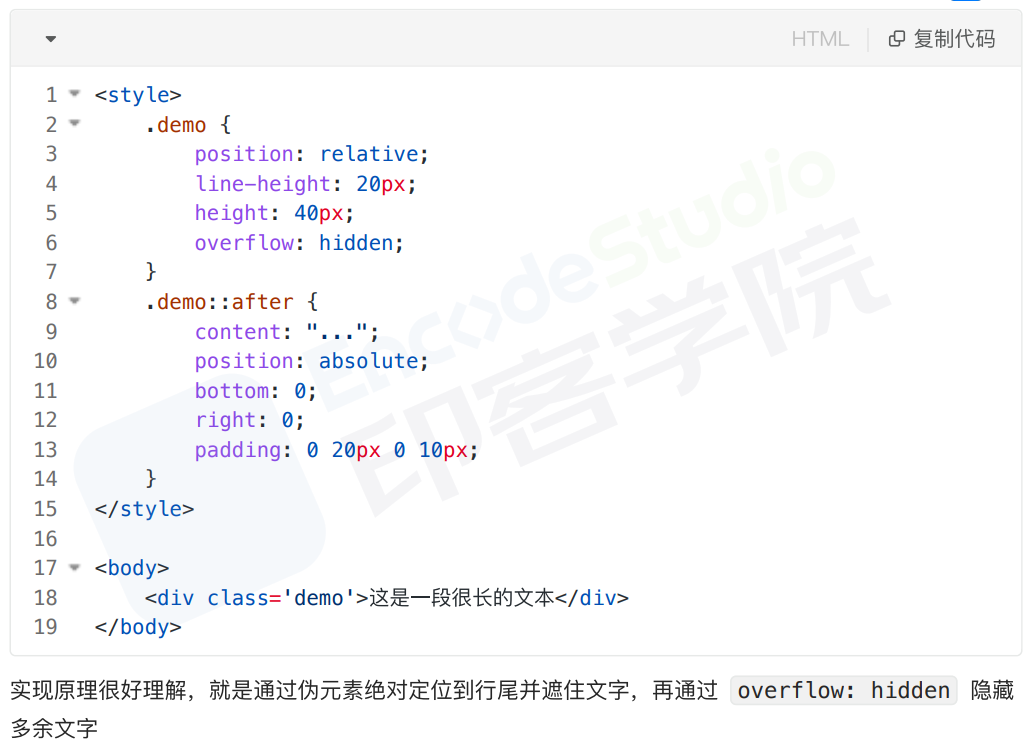 HTML 复制代码
1 <style>
2     .demo {
3         position: relative;
4         line-height: 20px;
5         height: 40px;
6         overflow: hidden;
7     }
8     .demo::after {
9         content: "...";
10         position: absolute;
11         bottom: 0;
12         right: 0;
13         padding: 0 20px 0 10px;
14     }
15 </style>
16
17 <body>
18     <div class='demo'>这是一段很长的文本</div>
19 </body>
EncodeStudio
印客学院
实现原理很好理解，就是通过伪元素绝对定位到行尾并遮住文字，再通过 overflow: hidden 隐藏
多余文字